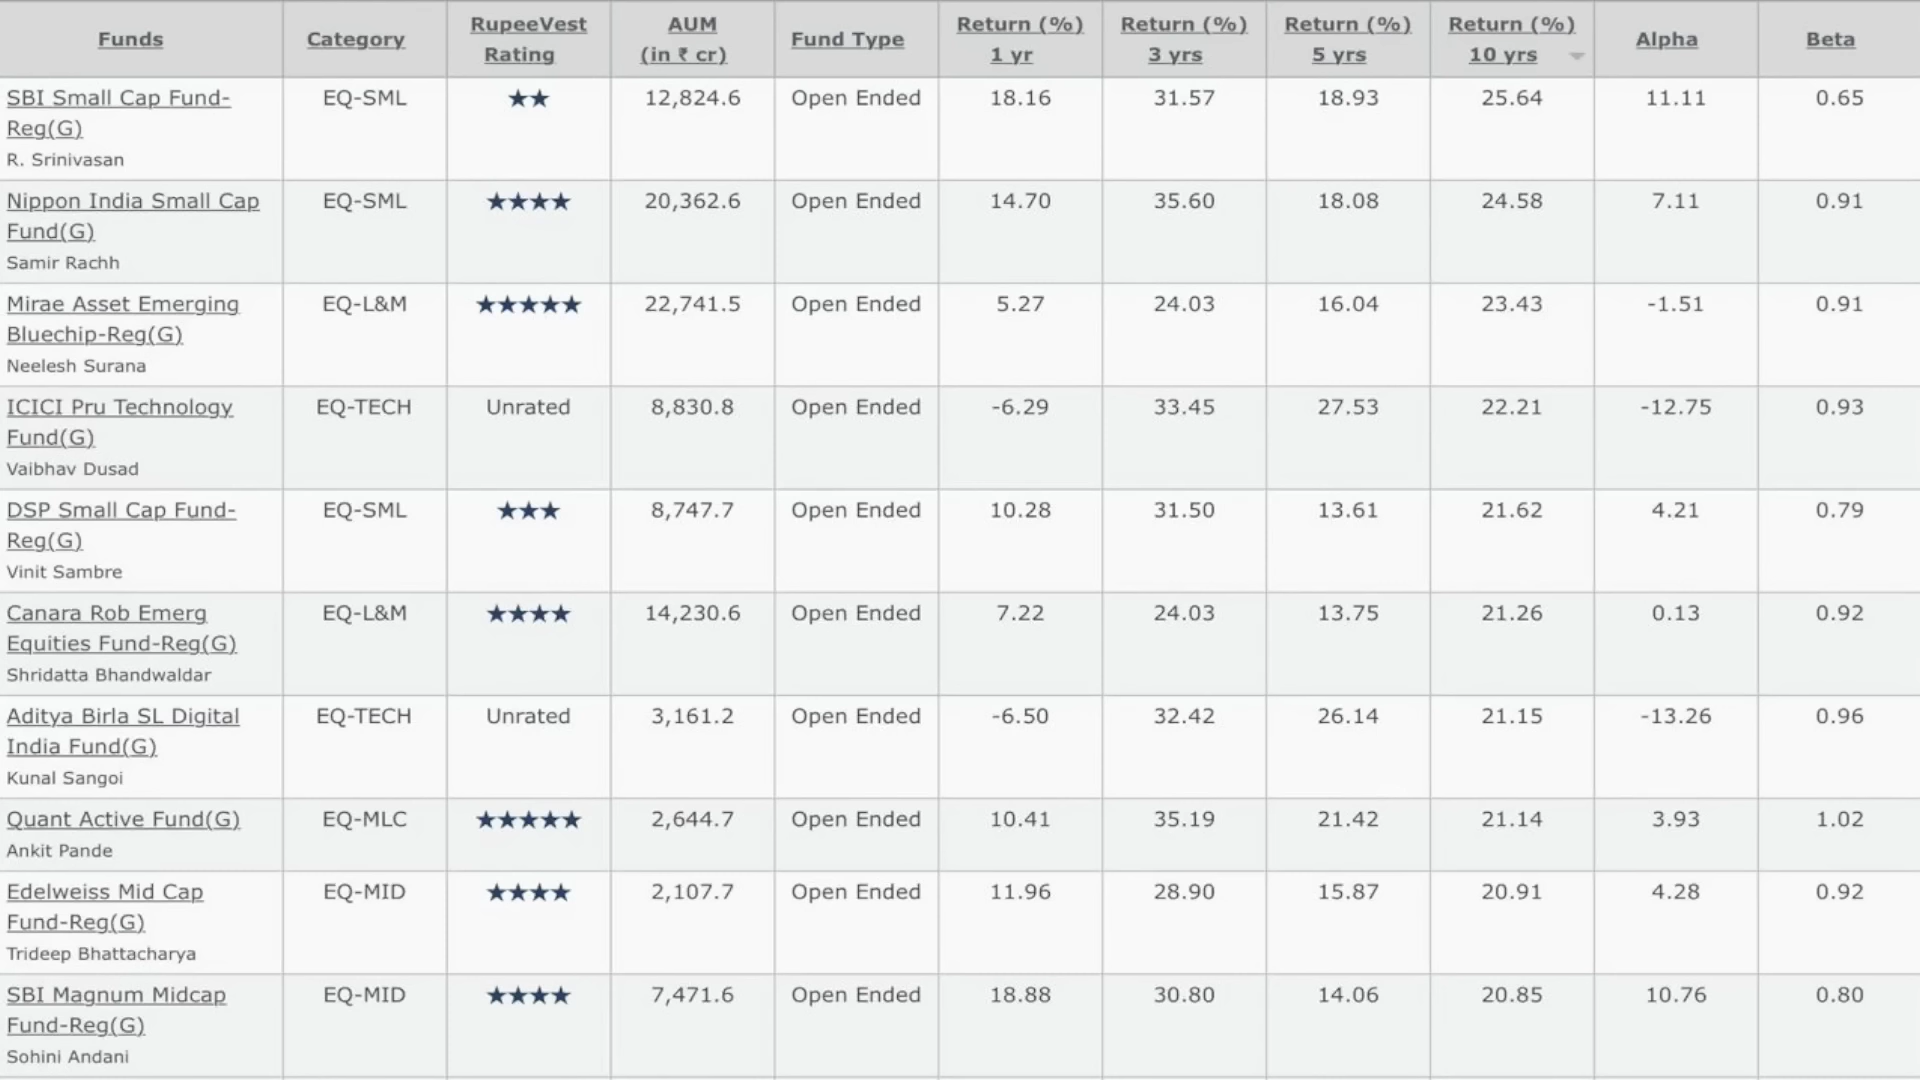 Funds Category RupeeVest Rating AUM (in ₹ cr) Fund Type Return (%) 1 yr Return (%) 3 yrs Return (%) 5 yrs Return (%) 10 yrs Alpha Beta
SBI Small Cap Fund- EQ-SML ★★ 12,824.6 Open Ended 18.16 31.57 18.93 25.64 11.11 0.65
Reg(G)
R. Srinivasan
Nippon India Small Cap EQ-SML ★★★★ 20,362.6 Open Ended 14.70 35.60 18.08 24.58 7.11 0.91
Fund(G)
Samir Rachh
Mirae Asset Emerging EQ-L&M ★★★★★ 22,741.5 Open Ended 5.27 24.03 16.04 23.43 -1.51 0.91
Bluechip-Reg(G)
Neelesh Surana
ICICI Pru Technology EQ-TECH Unrated 8,830.8 Open Ended -6.29 33.45 27.53 22.21 -12.75 0.93
Fund(G)
Vaibhav Dusad
DSP Small Cap Fund- EQ-SML ★★★ 8,747.7 Open Ended 10.28 31.50 13.61 21.62 4.21 0.79
Reg(G)
Vinit Sambre
Canara Rob Emerg EQ-L&M ★★★★ 14,230.6 Open Ended 7.22 24.03 13.75 21.26 0.13 0.92
Equities Fund-Reg(G)
Shridatta Bhandwaldar
Aditya Birla SL Digital EQ-TECH Unrated 3,161.2 Open Ended -6.50 32.42 26.14 21.15 -13.26 0.96
India Fund(G)
Kunal Sangoi
Quant Active Fund(G) EQ-MLC ★★★★★ 2,644.7 Open Ended 10.41 35.19 21.42 21.14 3.93 1.02
Ankit Pande
Edelweiss Mid Cap EQ-MID ★★★★ 2,107.7 Open Ended 11.96 28.90 15.87 20.91 4.28 0.92
Fund-Reg(G)
Trideep Bhattacharya
SBI Magnum Midcap EQ-MID ★★★★ 7,471.6 Open Ended 18.88 30.80 14.06 20.85 10.76 0.80
Fund-Reg(G)
Sohini Andani